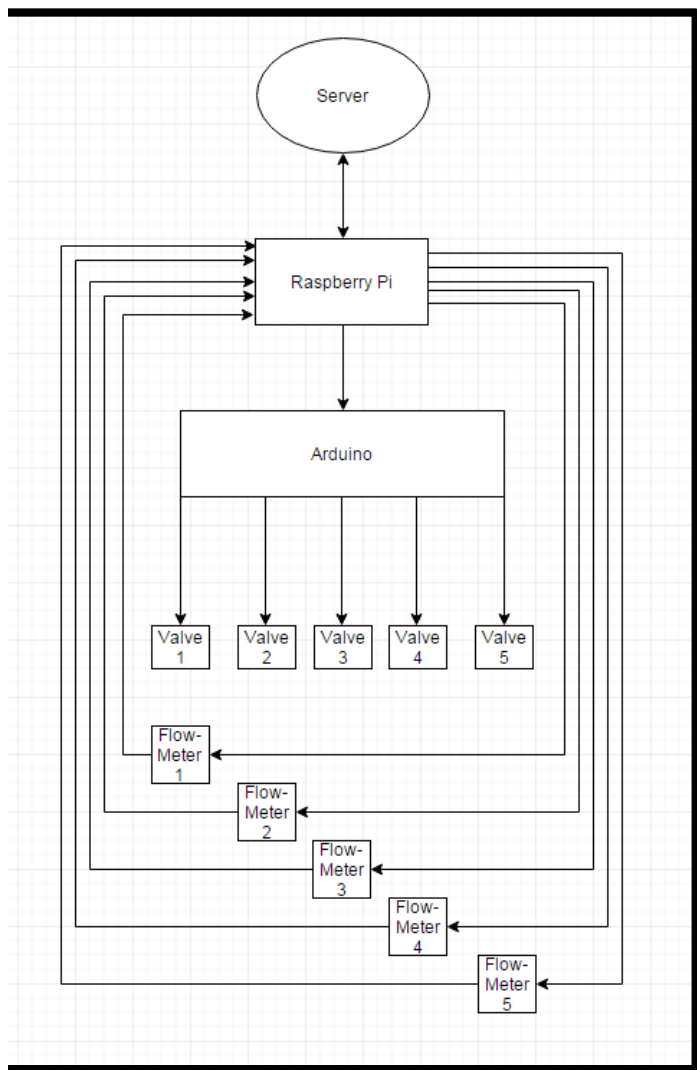 Server
Raspberry Pi
Arduino
Valve
1
Valve
2
Valve
3
Valve
4
Valve
5
Flow-
Meter
1
Flow-
Meter
2
Flow-
Meter
3
Flow-
Meter
4
Flow-
Meter
5